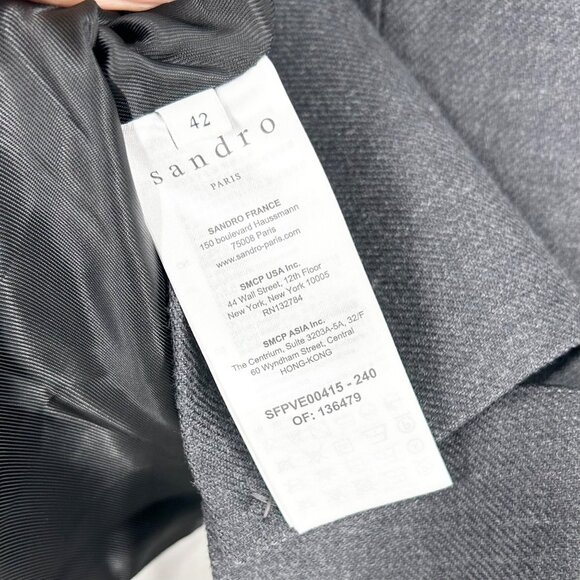 42
sandro
PARIS
SANDRO FRANCE
150 boulevard Haussmann
75008 Paris
www.sandro-paris.com
SMCP USA Inc.
44 Wall Street, 12th Floor
New York, New York 10005
RN132784
SMCP ASIA Inc.
The Centrium, Suite 3203A-5A, 32/F
60 Wyndham Street, Central
HONG-KONG
SFPVE00415 - 240
OF: 136479